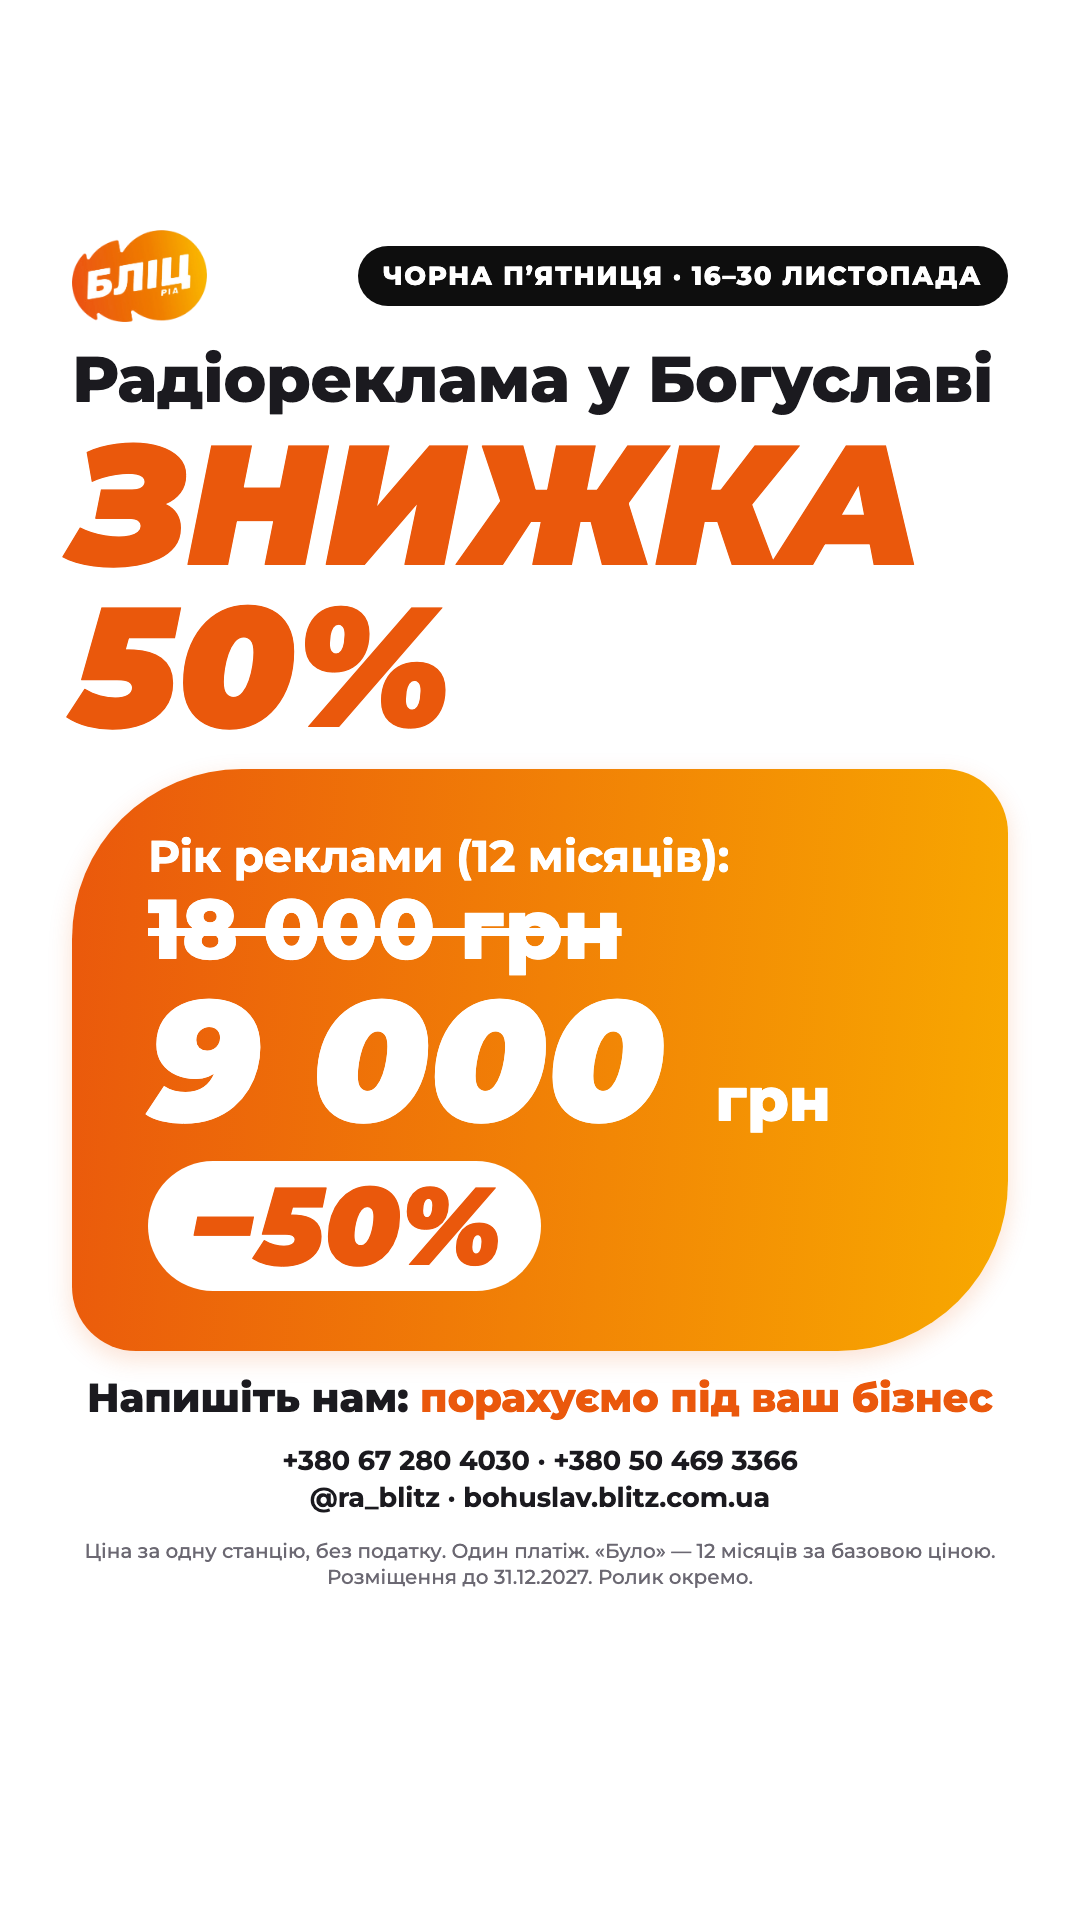 БЛІЦ
РІА
ЧОРНА П’ЯТНИЦЯ · 16–30 ЛИСТОПАДА
Радіореклама у Богуславі
ЗНИЖКА
50%
Рік реклами (12 місяців):
18 000 грн
9 000 грн
–50%
Напишіть нам: порахуємо під ваш бізнес
+380 67 280 4030 · +380 50 469 3366
@ra_blitz · bohuslav.blitz.com.ua
Ціна за одну станцію, без податку. Один платіж. «Було» — 12 місяців за базовою ціною.
Розміщення до 31.12.2027. Ролик окремо.